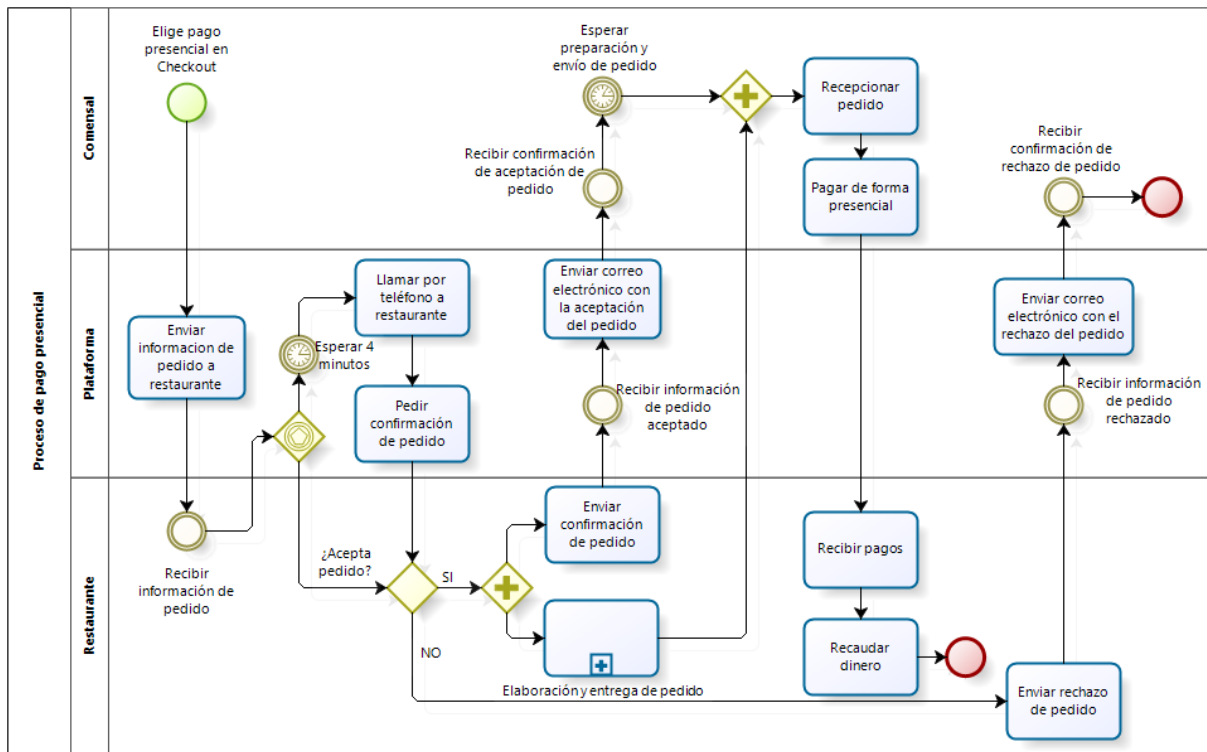 Proceso de pago presencial
Comensal
Elige pago
presencial en
Checkout
Esperar
preparación y
envío de pedido
Recibir confirmación
de aceptación de
pedido
Recepcionar
pedido
Pagar de forma
presencial
Recibir
confirmación de
rechazo de pedido
Plataforma
Enviar
informacion de
pedido a
restaurante
Llamar por
teléfono a
restaurante
Esperar 4
minutos
Pedir
confirmación
de pedido
Enviar correo
electrónico con
la aceptación
del pedido
Recibir información
de pedido
aceptado
Enviar correo
electrónico con el
rechazo del pedido
Recibir información
de pedido
rechazado
Restaurante
Recibir
información de
pedido
¿Acepta
pedido?
SI
NO
Enviar
confirmación
de pedido
Elaboración y entrega de pedido
Recibir pagos
Recaudar
dinero
Enviar rechazo
de pedido